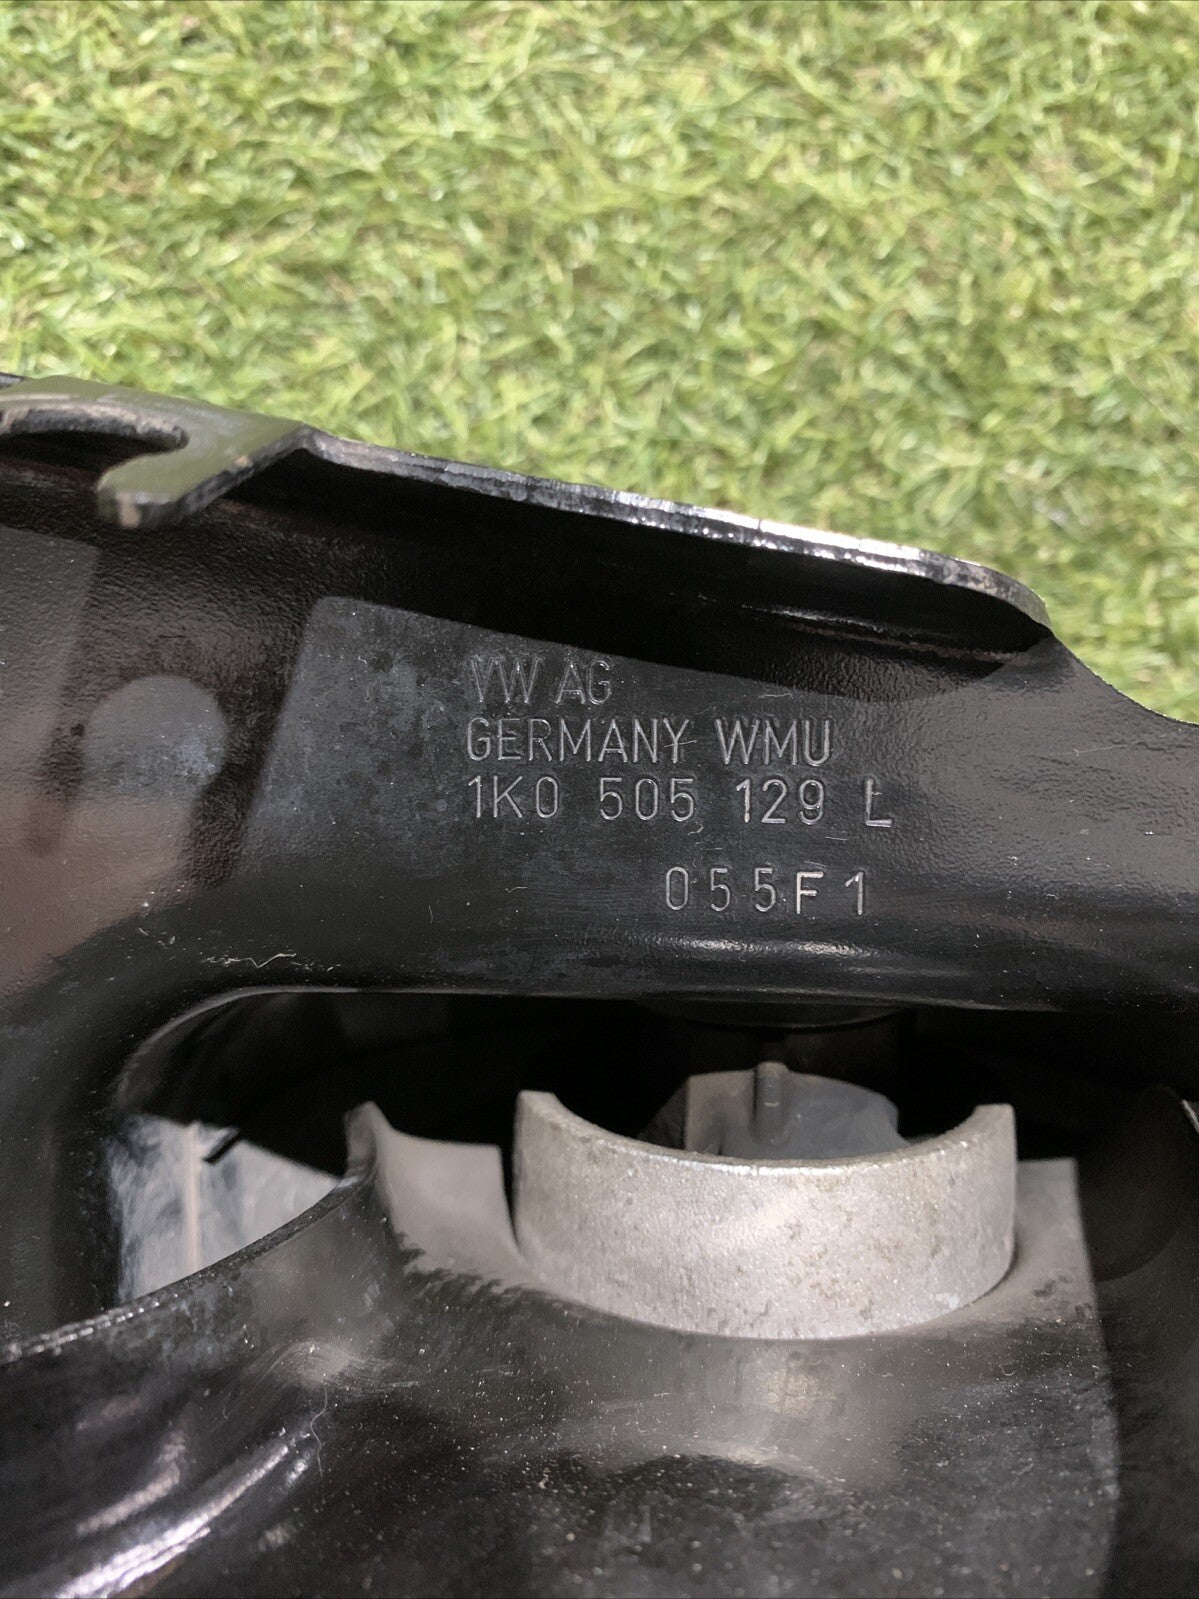 VW AG
GERMANY WMU
1K0 505 129 L
055F1